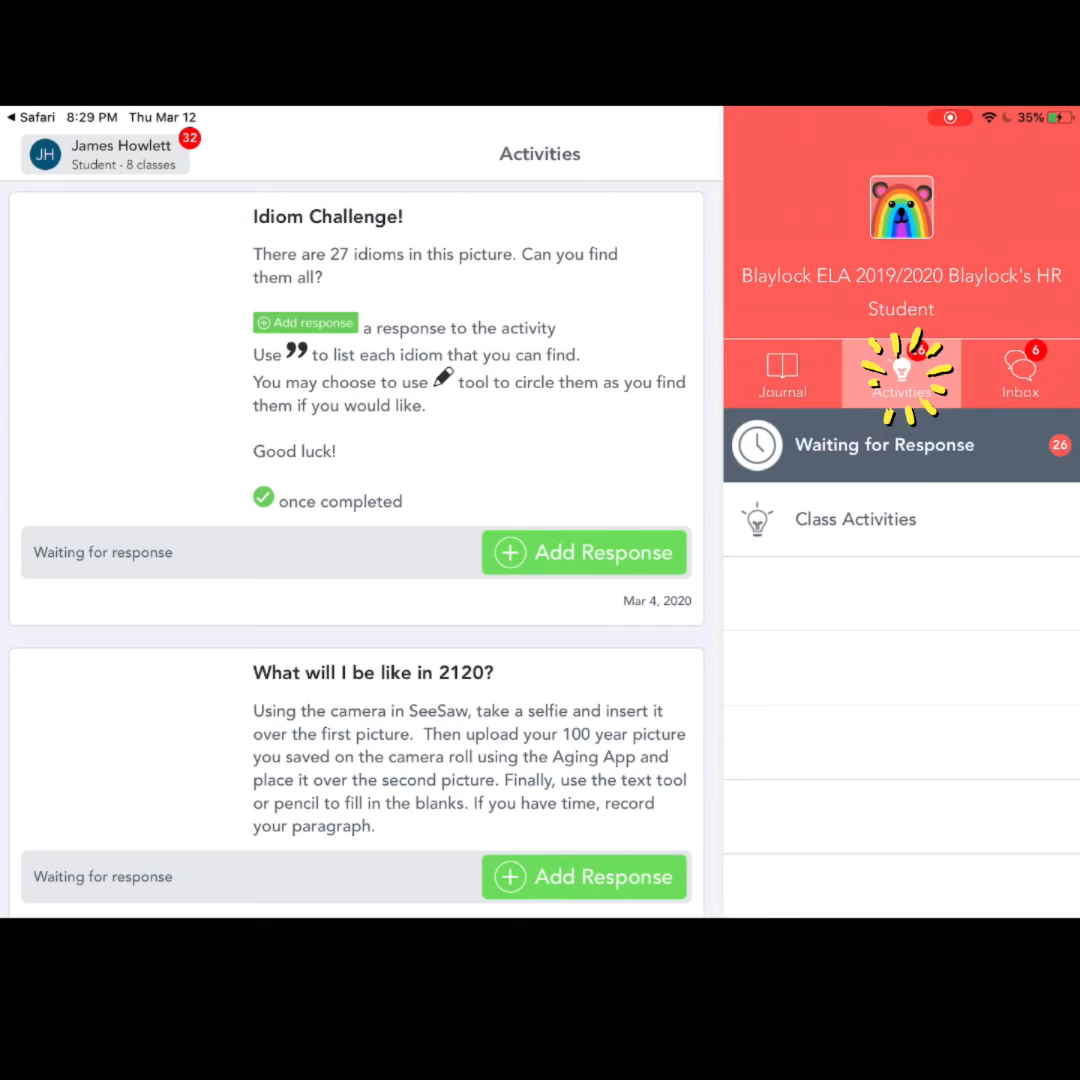 Safari 8:29 PM Thu Mar 12
35%
JH James Howlett 32
Student - 8 classes
Activities
Idiom Challenge!
There are 27 idioms in this picture. Can you find
them all?
Add response a response to the activity
Use ❞ to list each idiom that you can find.
You may choose to use tool to circle them as you find
them if you would like.
Good luck!
once completed
Waiting for response
Add Response
Mar 4, 2020
What will I be like in 2120?
Using the camera in SeeSaw, take a selfie and insert it
over the first picture. Then upload your 100 year picture
you saved on the camera roll using the Aging App and
place it over the second picture. Finally, use the text tool
or pencil to fill in the blanks. If you have time, record
your paragraph.
Waiting for response
Add Response
Blaylock ELA 2019/2020 Blaylock's HR
Student
Journal
Activities
6
Inbox
Waiting for Response 26
Class Activities